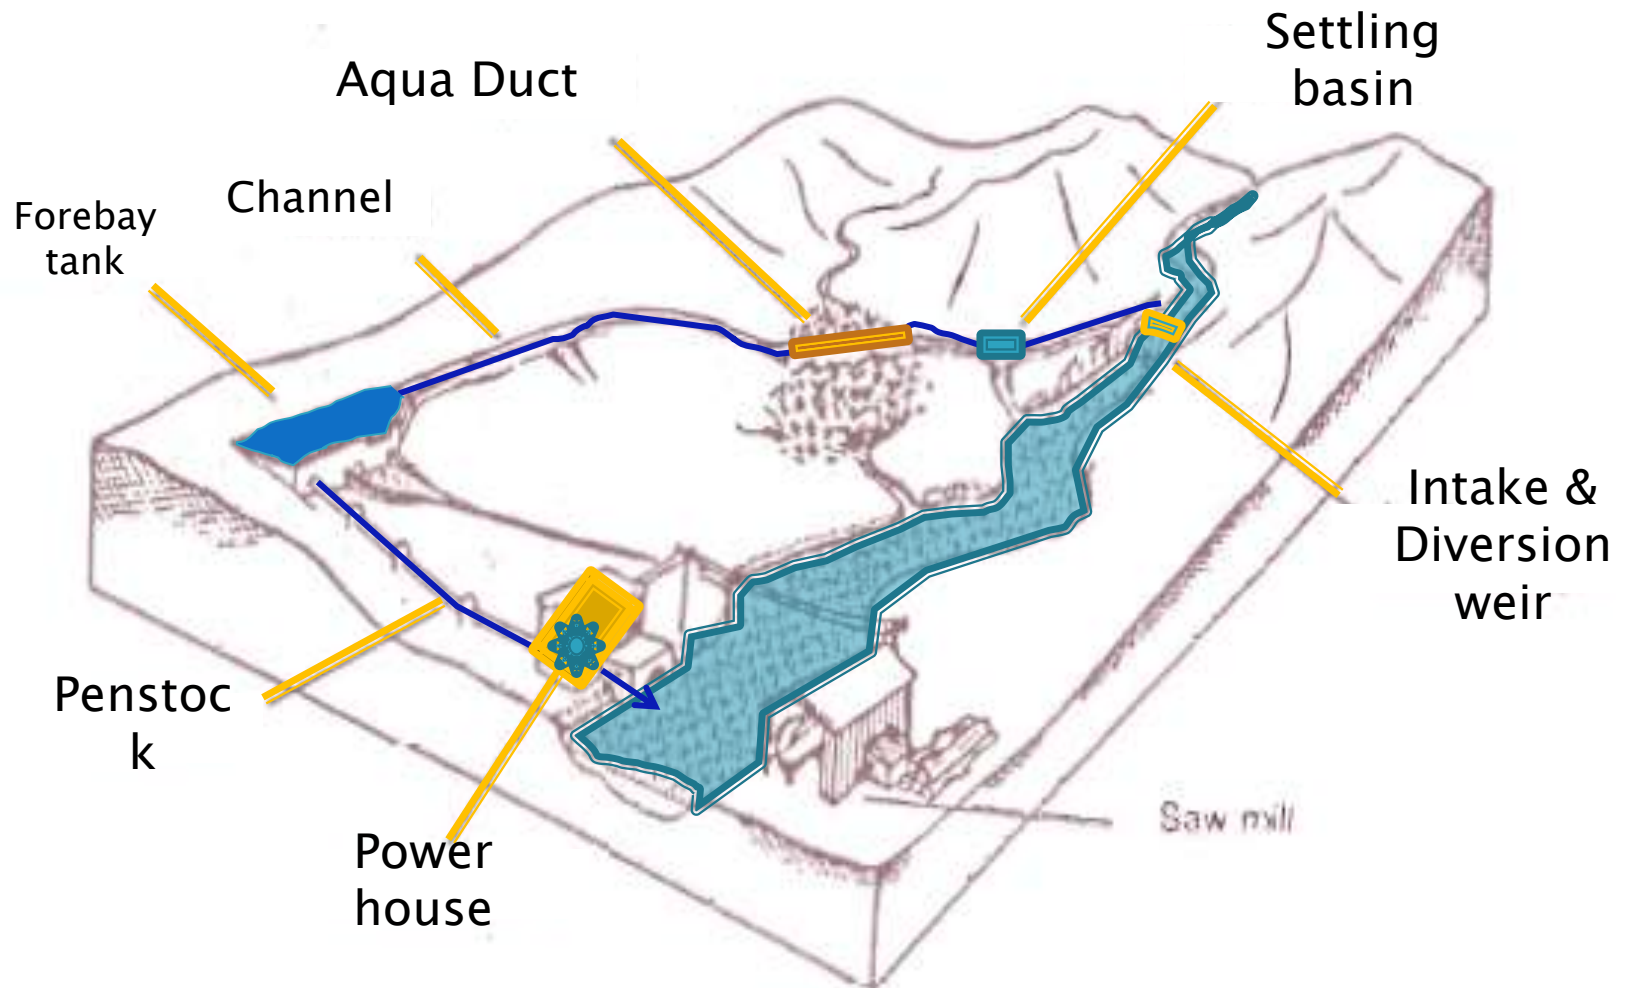 Settling
basin
Aqua Duct
Channel
Forebay
tank
Intake &
Diversion
weir
Penstoc
k
Saw mill
Power
house